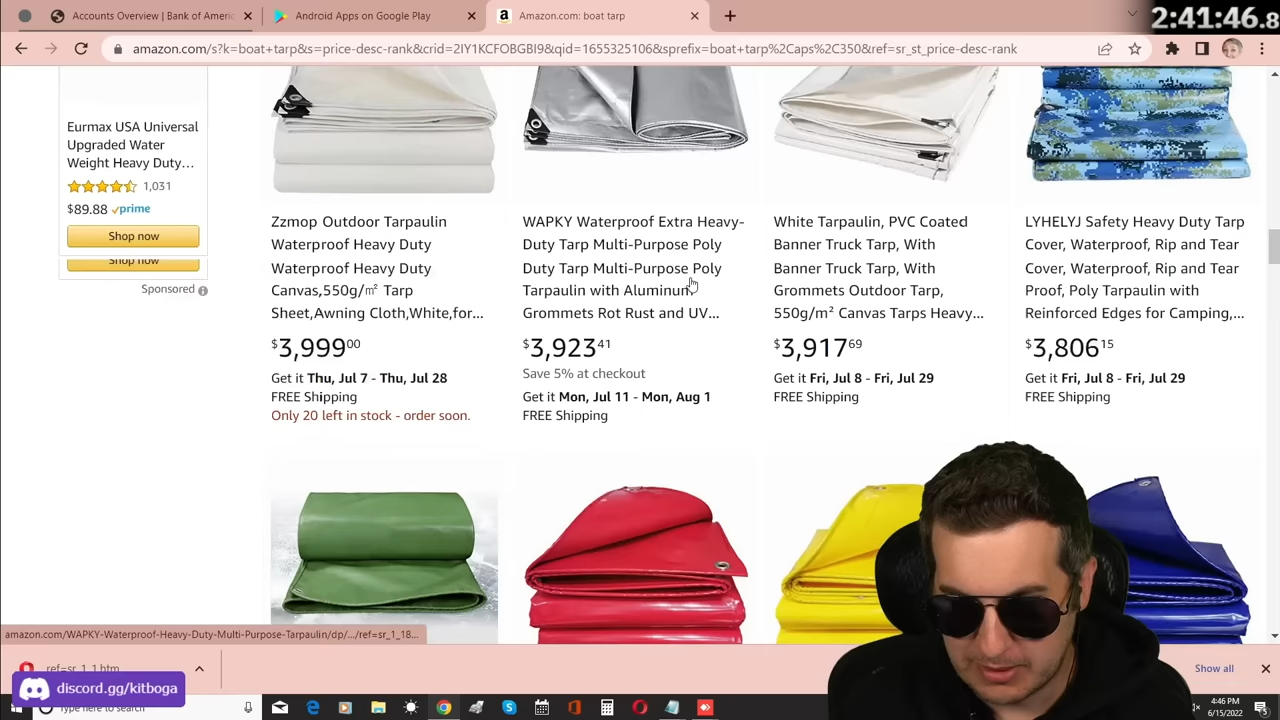 Accounts Overview | Bank of Ameri
Android Apps on Google Play
Amazon.com: boat tarp
2:41:46.8
amazon.com/s?k=boat+tarp&s=price-desc-rank&crid=2IY1KCFOBGBI9&qid=1655325106&sprefix=boat+tarp%2Caps%2C350&ref=sr_st_price-desc-rank
Eurmax USA Universal
Upgraded Water
Weight Heavy Duty…
1,031
$89.88 prime
Shop now
Shop now
Sponsored
Zzmop Outdoor Tarpaulin
Waterproof Heavy Duty
Waterproof Heavy Duty
Canvas,550g/㎡ Tarp
Sheet,Awning Cloth,White,for…
$3,999.00
Get it Thu, Jul 7 - Thu, Jul 28
FREE Shipping
Only 20 left in stock - order soon.
WAPKY Waterproof Extra Heavy-
Duty Tarp Multi-Purpose Poly
Duty Tarp Multi-Purpose Poly
Tarpaulin with Aluminum
Grommets Rot Rust and UV…
$3,923.41
Save 5% at checkout
Get it Mon, Jul 11 - Mon, Aug 1
FREE Shipping
White Tarpaulin, PVC Coated
Banner Truck Tarp, With
Banner Truck Tarp, With
Grommets Outdoor Tarp,
550g/m² Canvas Tarps Heavy…
$3,917.69
Get it Fri, Jul 8 - Fri, Jul 29
FREE Shipping
LYHELYJ Safety Heavy Duty Tarp
Cover, Waterproof, Rip and Tear
Cover, Waterproof, Rip and Tear
Proof, Poly Tarpaulin with
Reinforced Edges for Camping,…
$3,806.15
Get it Fri, Jul 8 - Fri, Jul 29
FREE Shipping
amazon.com/WAPKY-Waterproof-Heavy-Duty-Multi-Purpose-Tarpaulin/dp/.../ref=sr_1_18...
ref=sr_1_1.htm
Show all
discord.gg/kitboga
Type here to search
4:46 PM
6/15/2022